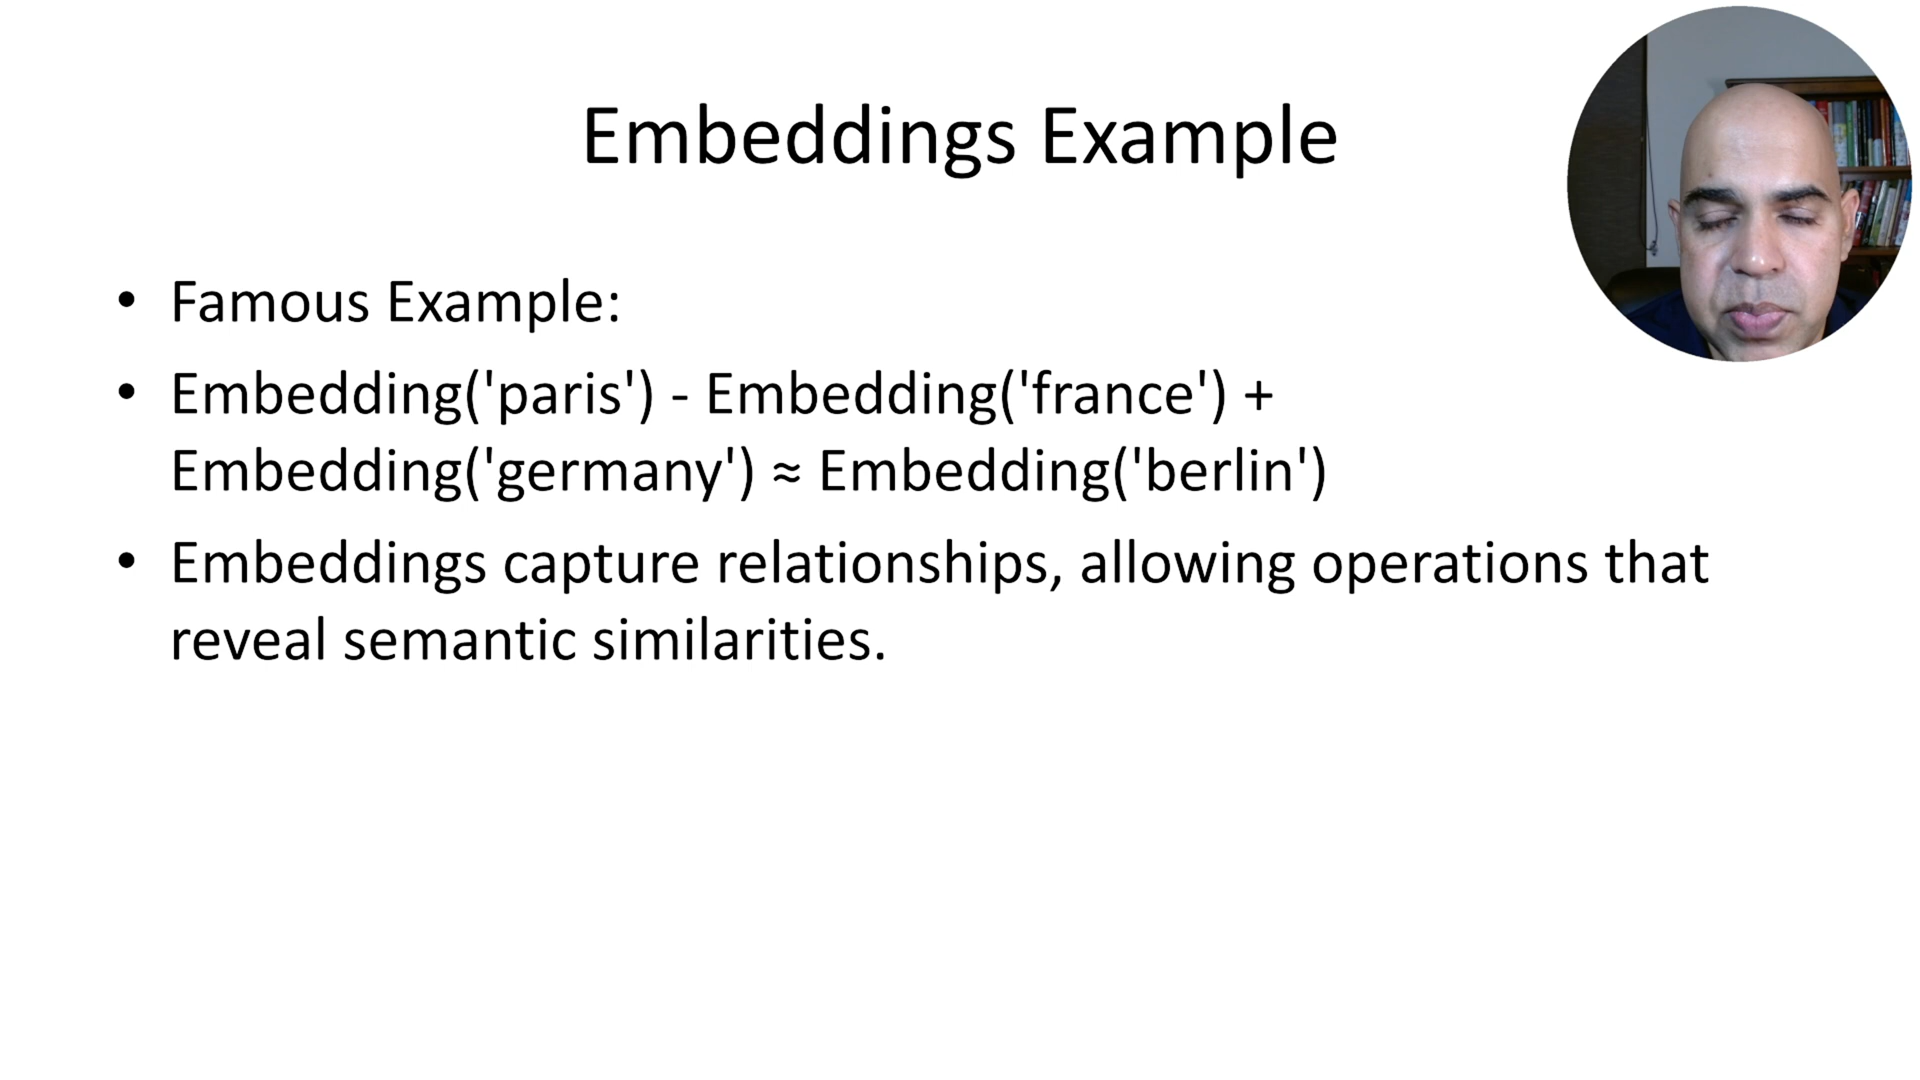 Embeddings Example
• Famous Example:
• Embedding('paris') - Embedding('france') +
Embedding('germany') ≈ Embedding('berlin')
• Embeddings capture relationships, allowing operations that
reveal semantic similarities.